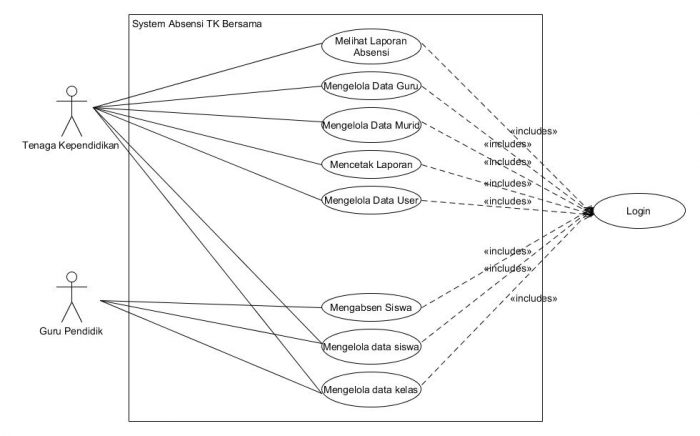 System Absensi TK Bersama
Melihat Laporan
Absensi
Mengelola Data Guru
Mengelola Data Murid
Mencetak Laporan
Mengelola Data User
Tenaga Kependidikan
«includes»
«includes»
«includes»
«includes»
«includes»
Login
«includes»
«includes»
«includes»
Mengabsen Siswa
Mengelola data siswa
Mengelola data kelas
Guru Pendidik